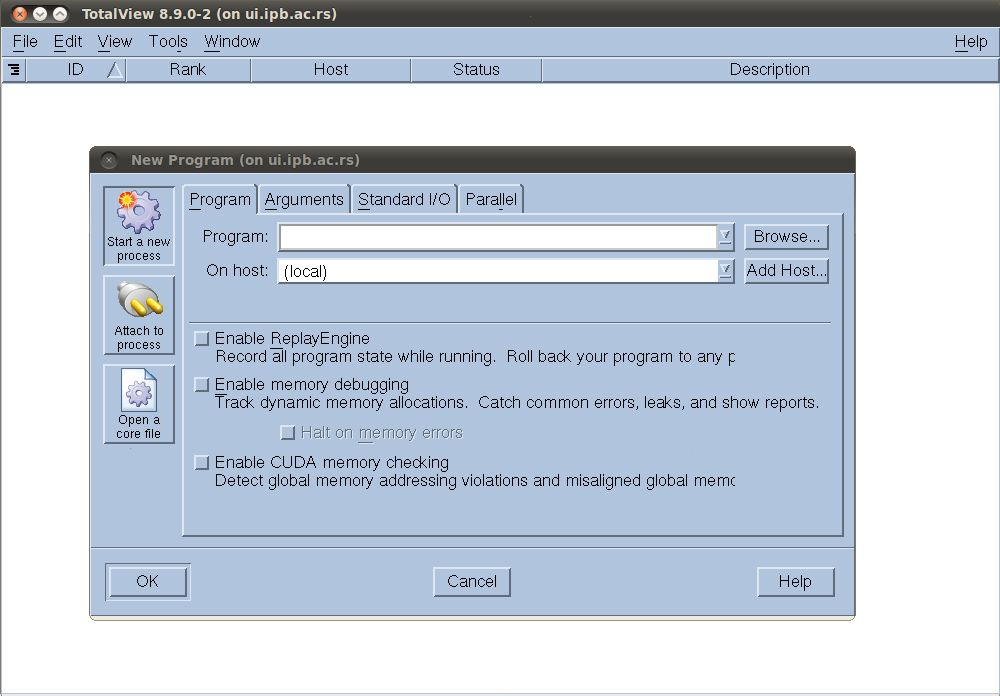 TotalView 8.9.0-2 (on ui.ipb.ac.rs)
File Edit View Tools Window Help
ID Rank Host Status Description
New Program (on ui.ipb.ac.rs)
Start a new
process
Attach to
process
Open a
core file
Program Arguments Standard I/O Parallel
Program: Browse...
On host: (local) Add Host...
Enable ReplayEngine
Record all program state while running. Roll back your program to any p
Enable memory debugging
Track dynamic memory allocations. Catch common errors, leaks, and show reports.
Halt on memory errors
Enable CUDA memory checking
Detect global memory addressing violations and misaligned global memo
OK Cancel Help